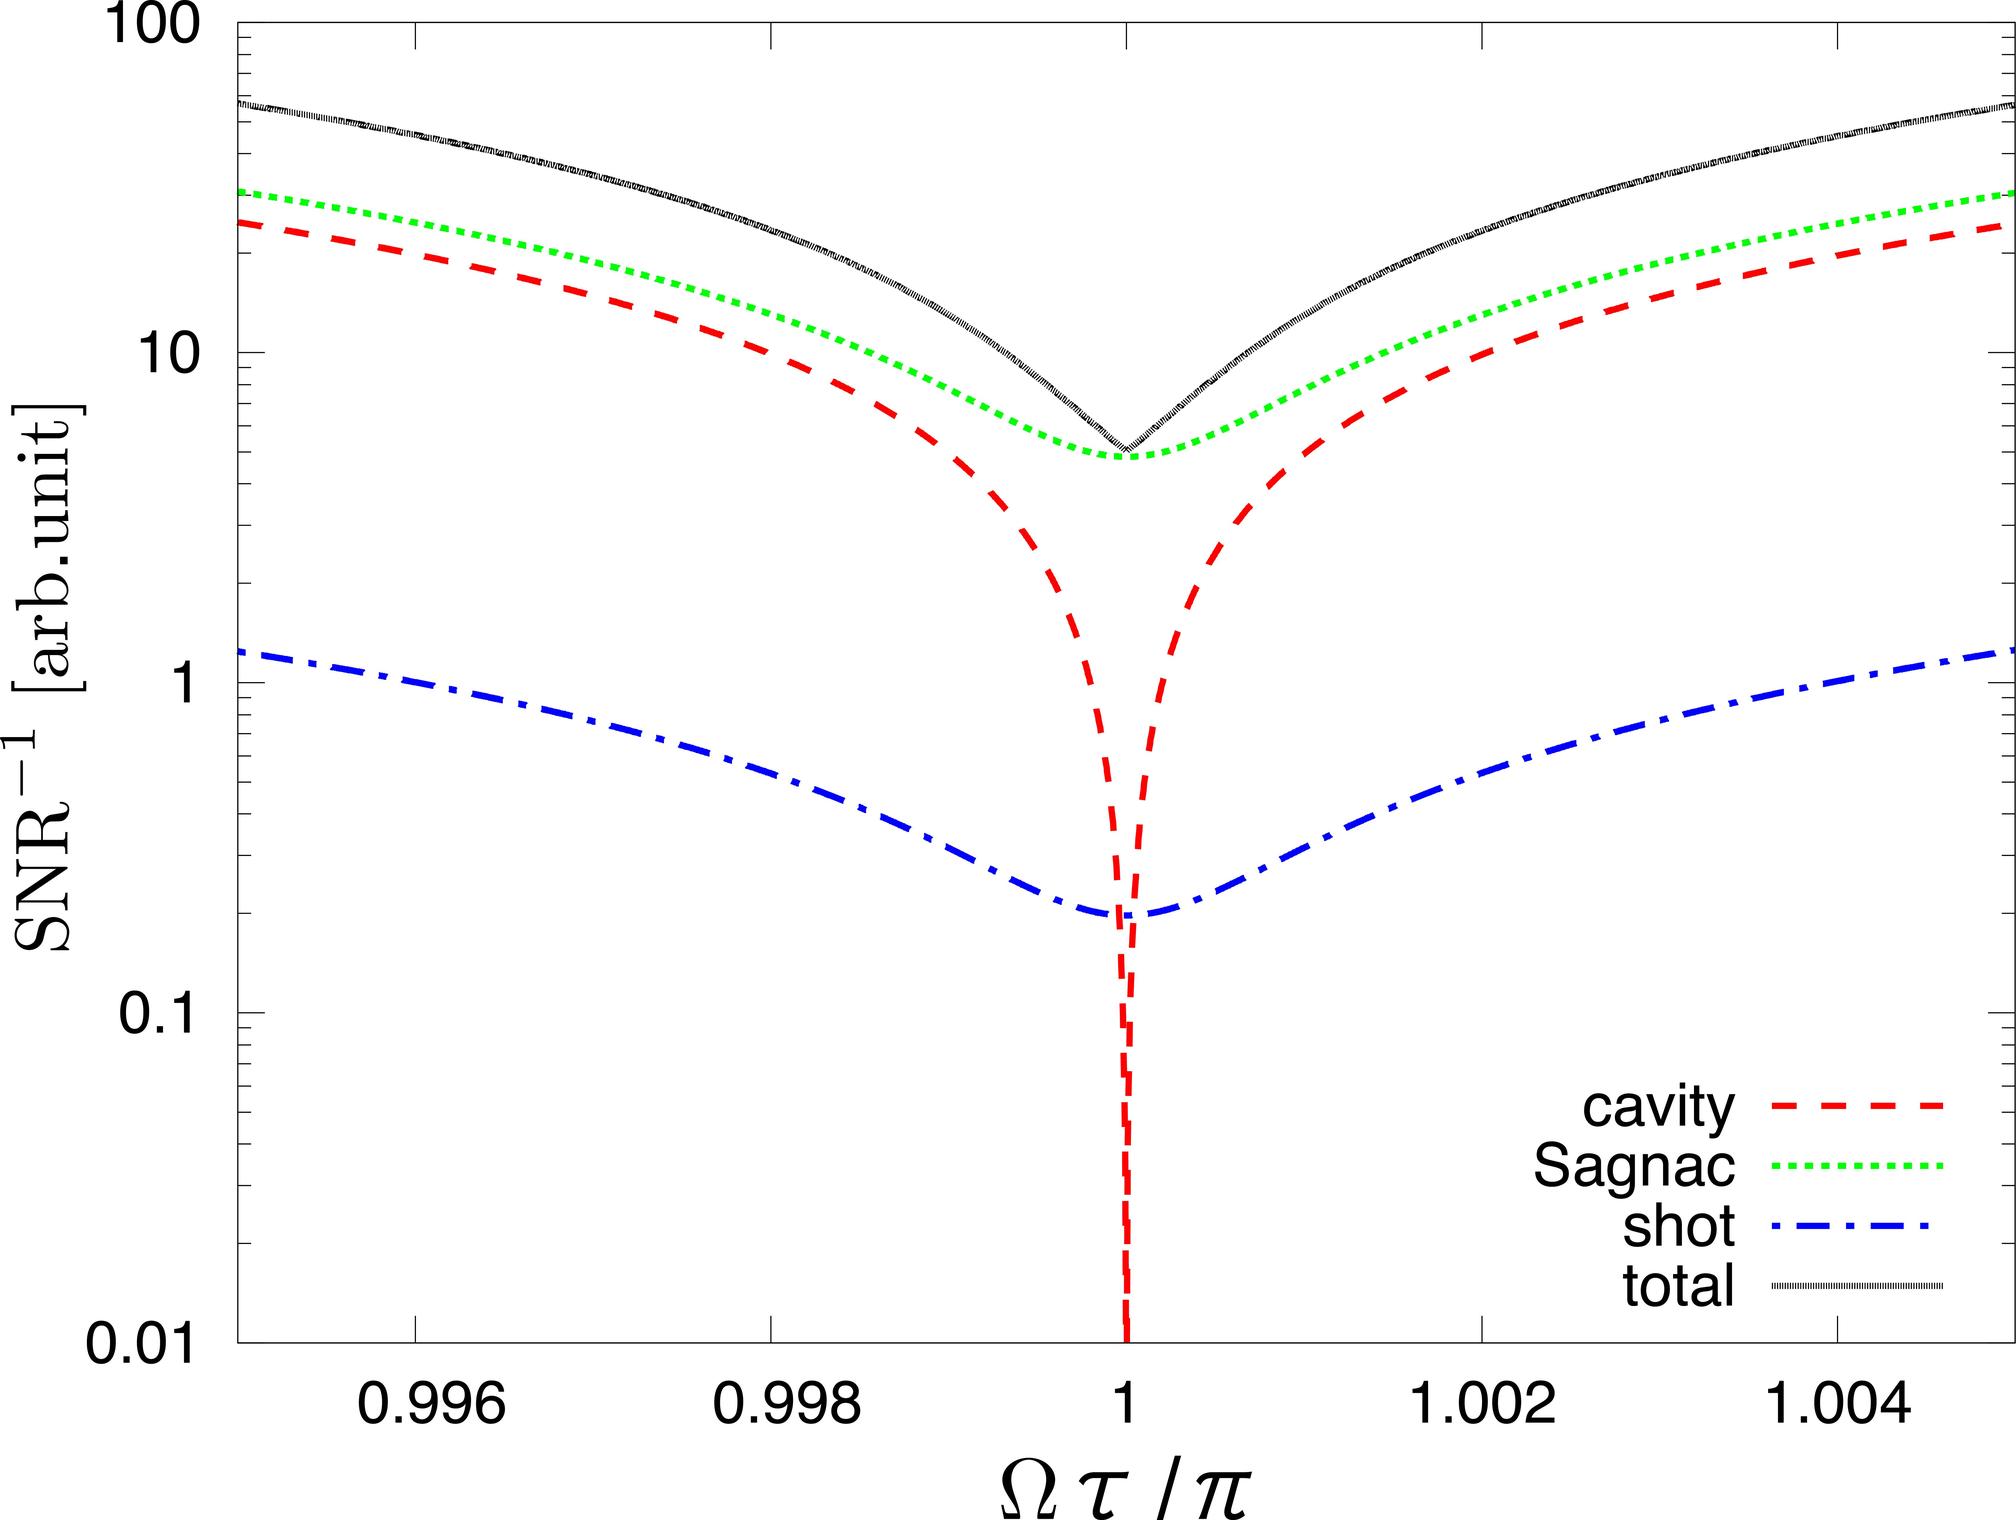 100
10
1
0.1
0.01
SNR⁻¹ [arb.unit]
cavity
Sagnac
shot
total
0.996 0.998 1 1.002 1.004
Ω τ / π